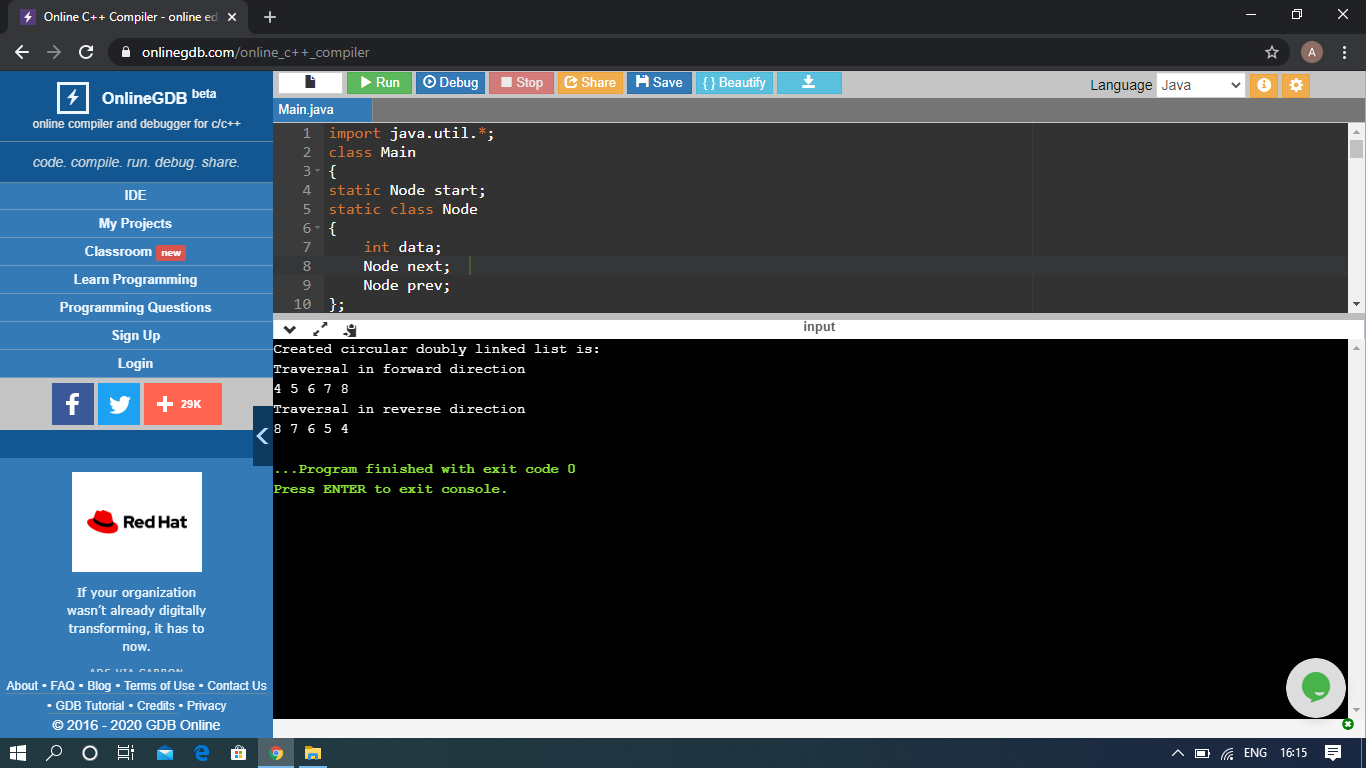 Online C++ Compiler - online ed
onlinegdb.com/online_c++_compiler
A
OnlineGDB beta
online compiler and debugger for c/c++
code. compile. run. debug. share.
IDE
My Projects
Classroom new
Learn Programming
Programming Questions
Sign Up
Login
29K
Red Hat
If your organization
wasn't already digitally
transforming, it has to
now.
ADS VIA CARBON
About • FAQ • Blog • Terms of Use • Contact Us
• GDB Tutorial • Credits • Privacy
© 2016 - 2020 GDB Online
Run Debug Stop Share Save { } Beautify
Language Java
Main.java
1 import java.util.*;
2 class Main
3 {
4 static Node start;
5 static class Node
6 {
7 int data;
8 Node next;
9 Node prev;
10 };
input
Created circular doubly linked list is:
Traversal in forward direction
4 5 6 7 8
Traversal in reverse direction
8 7 6 5 4
...Program finished with exit code 0
Press ENTER to exit console.
ENG 16:15